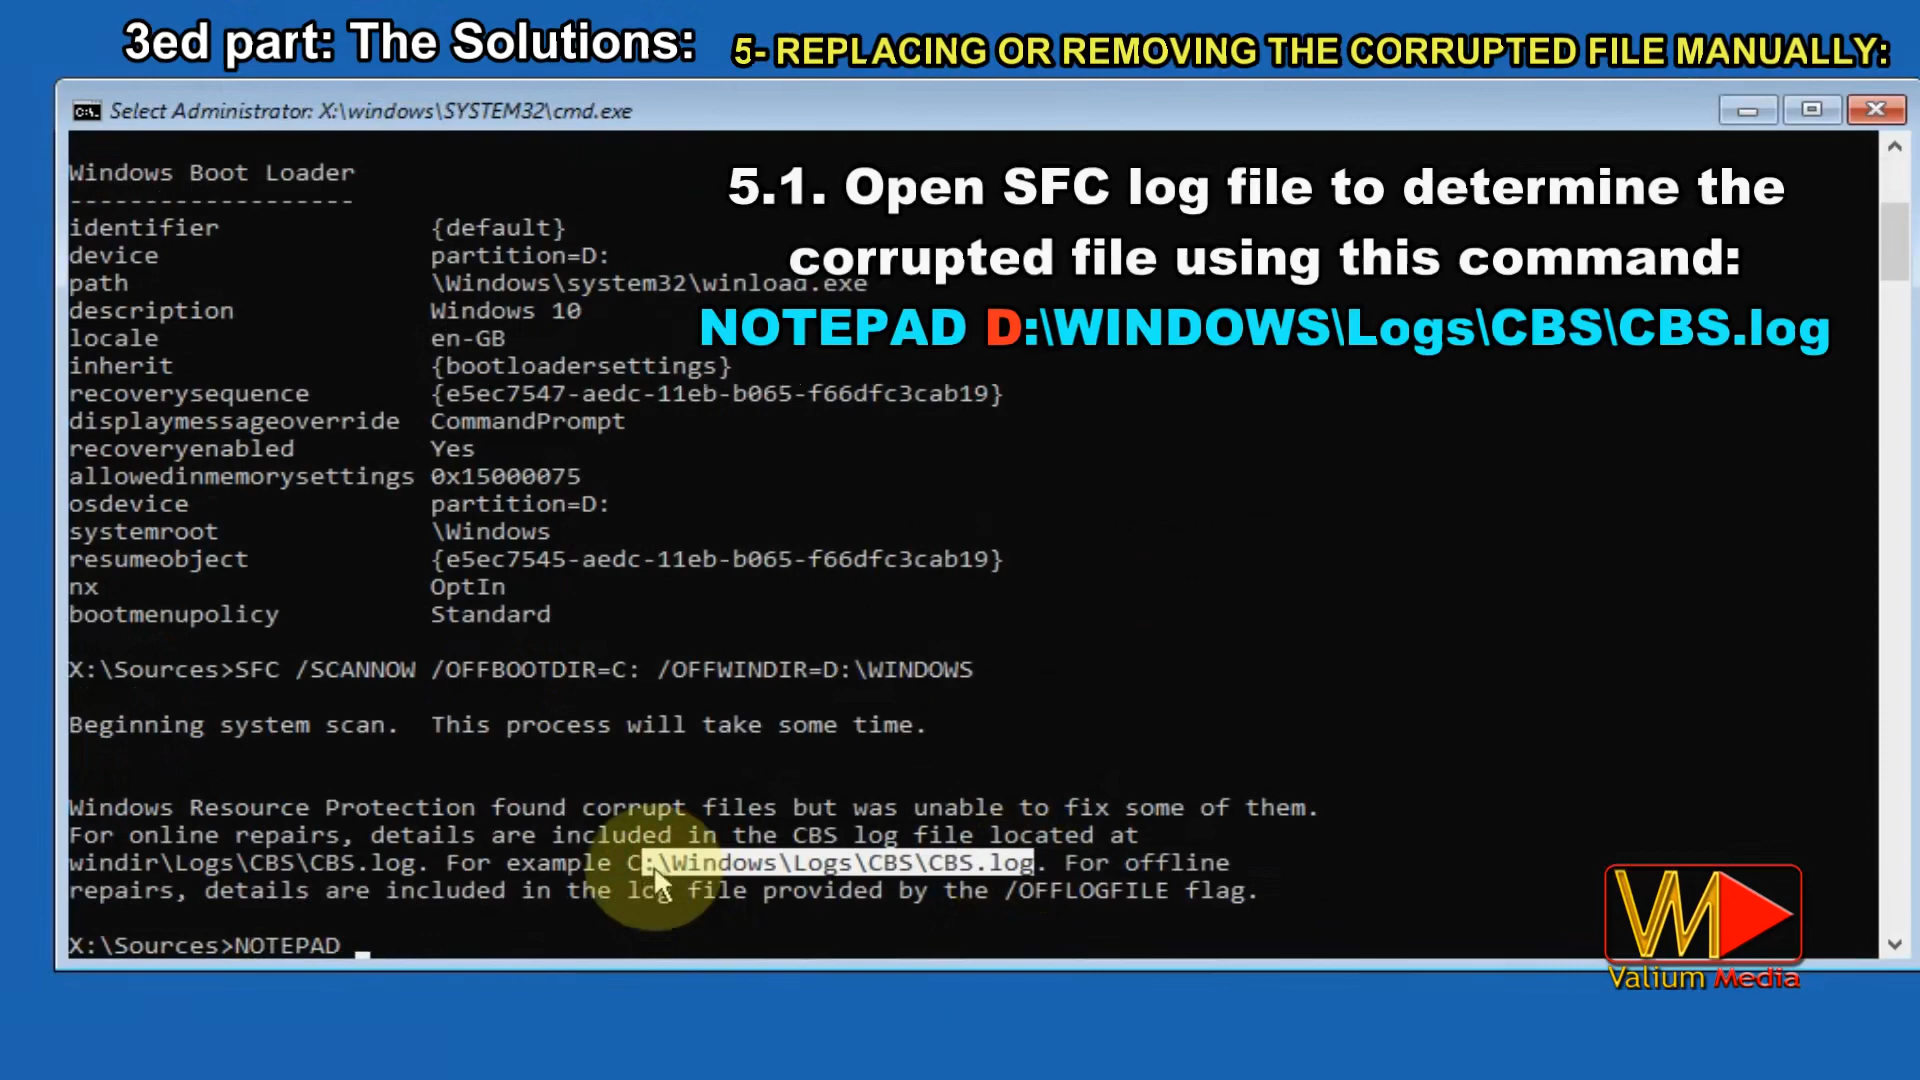 3ed part: The Solutions:
5- REPLACING OR REMOVING THE CORRUPTED FILE MANUALLY:
Select Administrator: X:\windows\SYSTEM32\cmd.exe
5.1. Open SFC log file to determine the
corrupted file using this command:
NOTEPAD D:\WINDOWS\Logs\CBS\CBS.log
Windows Boot Loader
-------------------
identifier {default}
device partition=D:
path \Windows\system32\winload.exe
description Windows 10
locale en-GB
inherit {bootloadersettings}
recoverysequence {e5ec7547-aedc-11eb-b065-f66dfc3cab19}
displaymessageoverride CommandPrompt
recoveryenabled Yes
allowedinmemorysettings 0x15000075
osdevice partition=D:
systemroot \Windows
resumeobject {e5ec7545-aedc-11eb-b065-f66dfc3cab19}
nx OptIn
bootmenupolicy Standard
X:\Sources>SFC /SCANNOW /OFFBOOTDIR=C: /OFFWINDIR=D:\WINDOWS
Beginning system scan. This process will take some time.
Windows Resource Protection found corrupt files but was unable to fix some of them.
For online repairs, details are included in the CBS log file located at
windir\Logs\CBS\CBS.log. For example C:\Windows\Logs\CBS\CBS.log. For offline
repairs, details are included in the log file provided by the /OFFLOGFILE flag.
X:\Sources>NOTEPAD _
VM
Valium Media